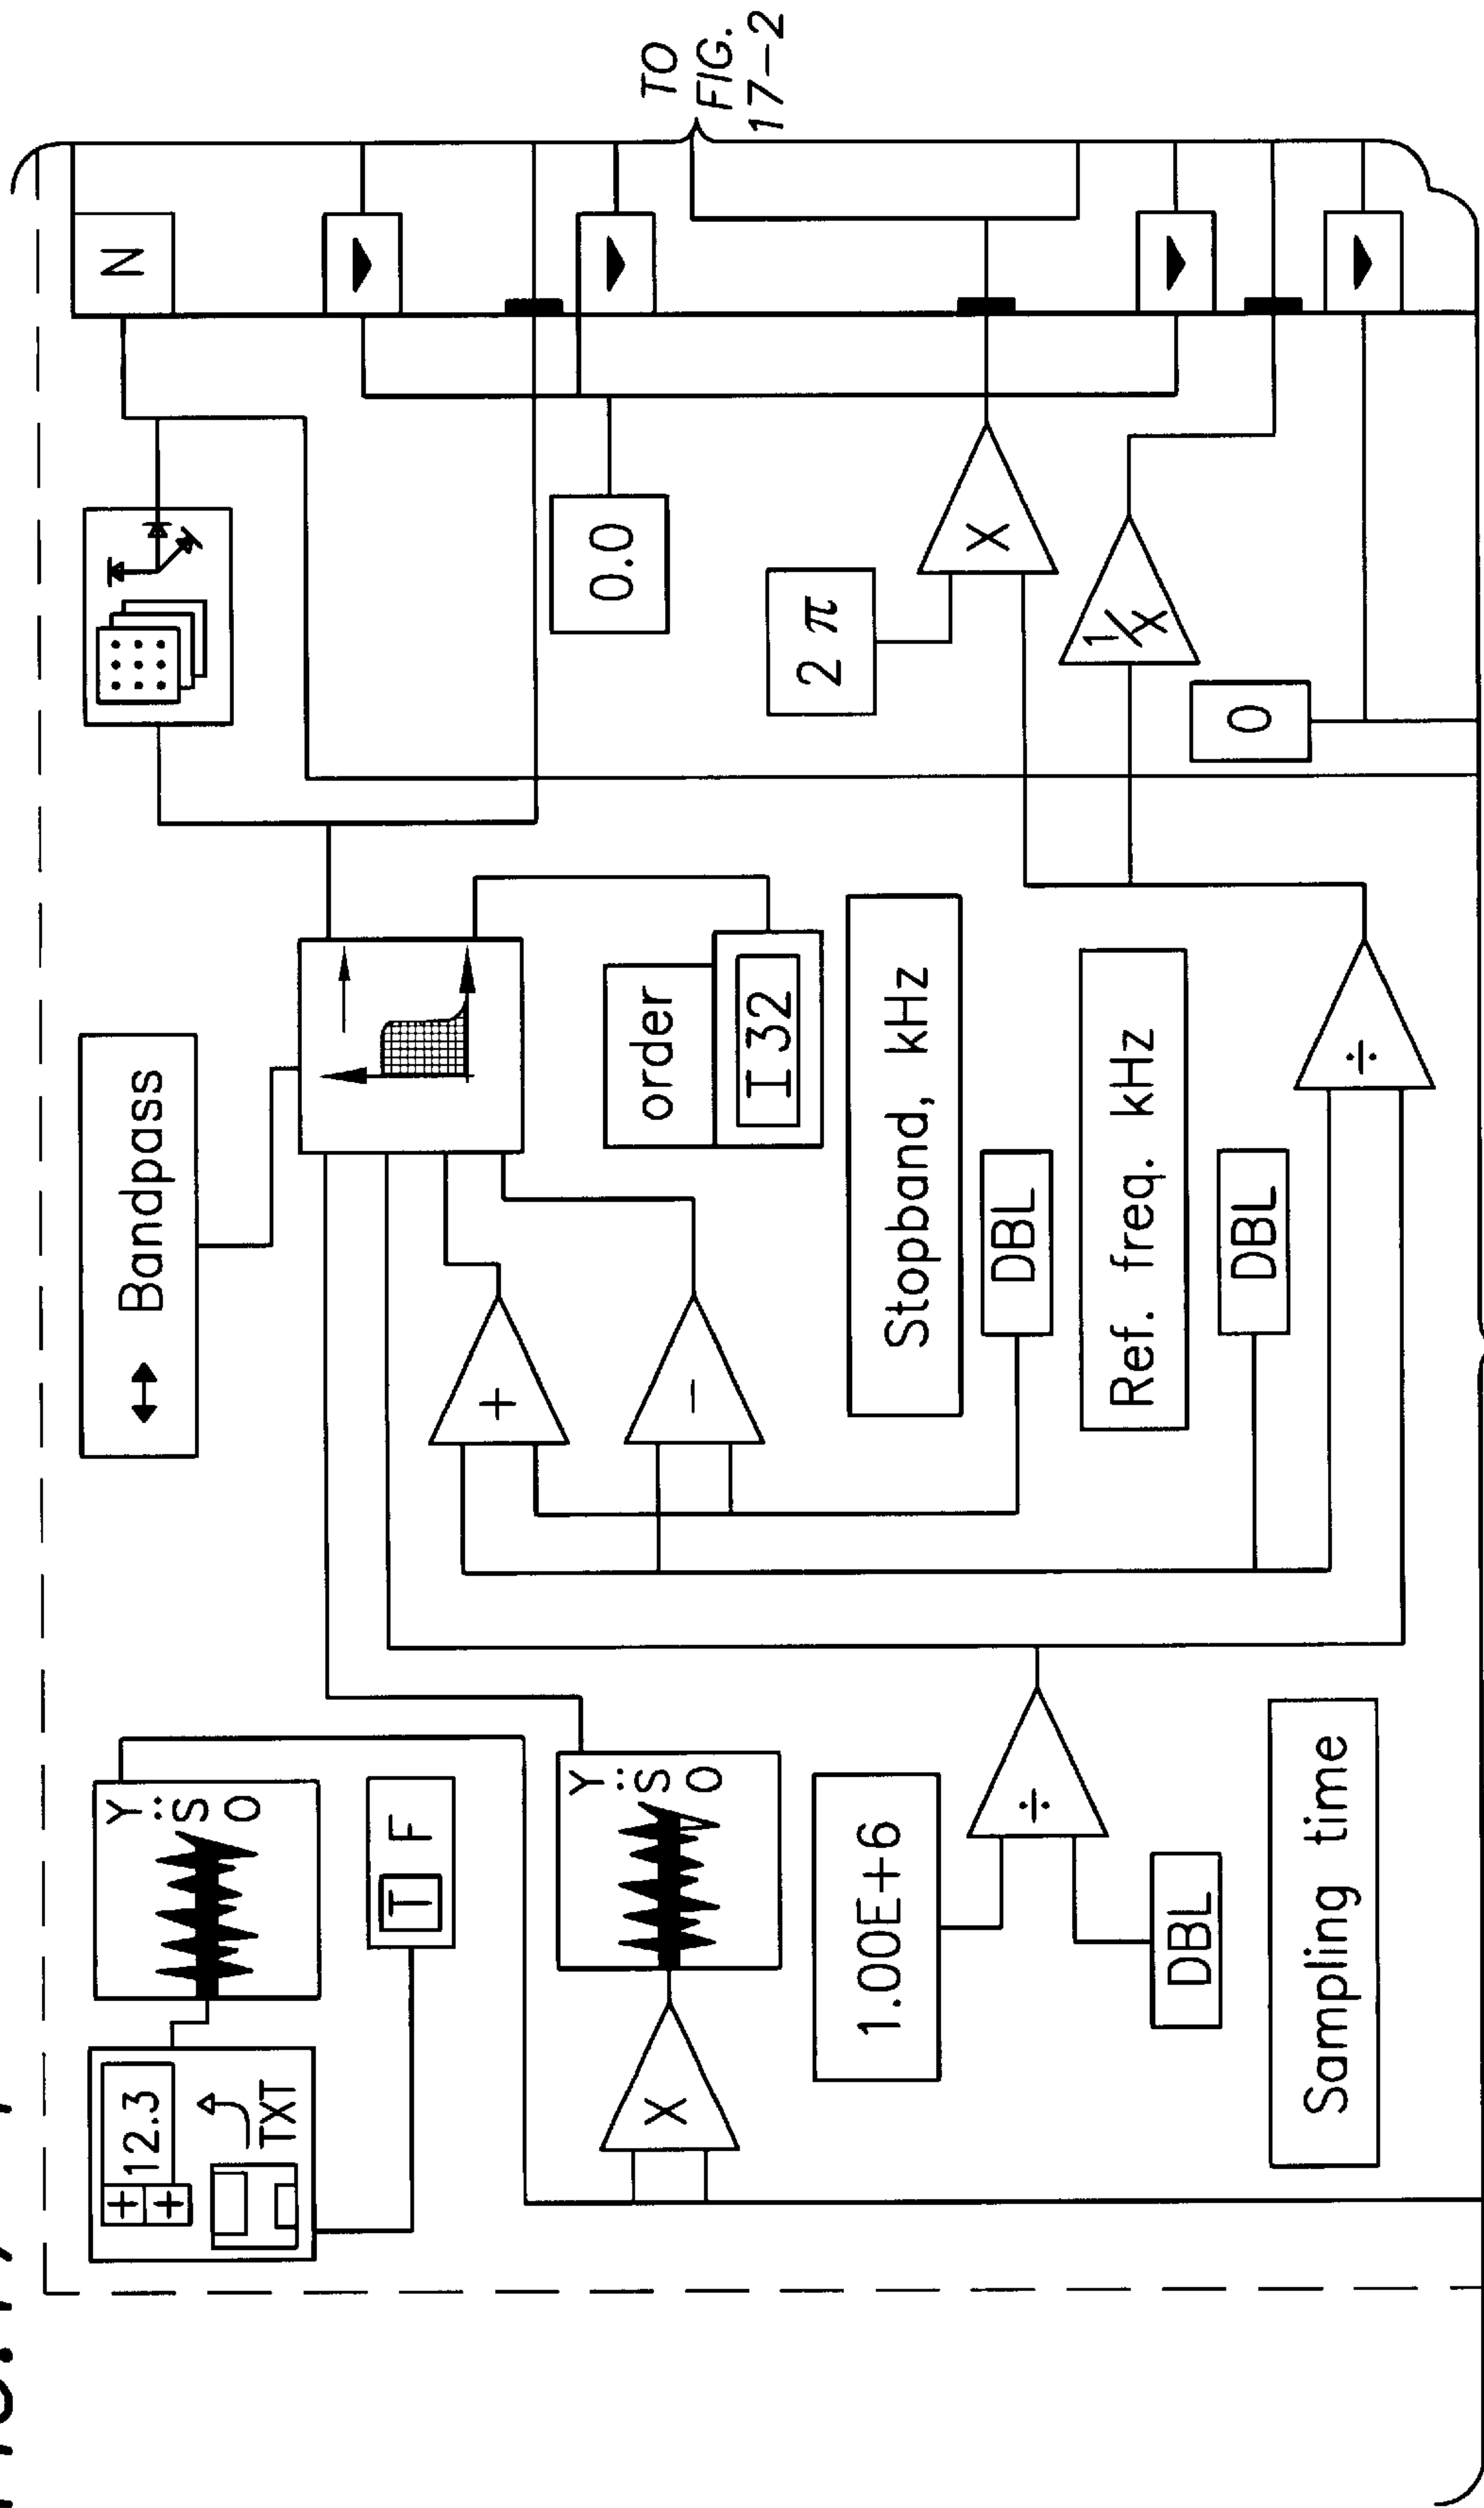 TO
FIG.
17-2
N
0.0
2 π
X
1/X
0
Bandpass
order
I32
Stopband, kHz
DBL
Ref. freq. kHz
DBL
+
-
÷
Y
S
O
T F
12.3
TXT
Y
S
O
X
1.00E+6
÷
DBL
Sampling time